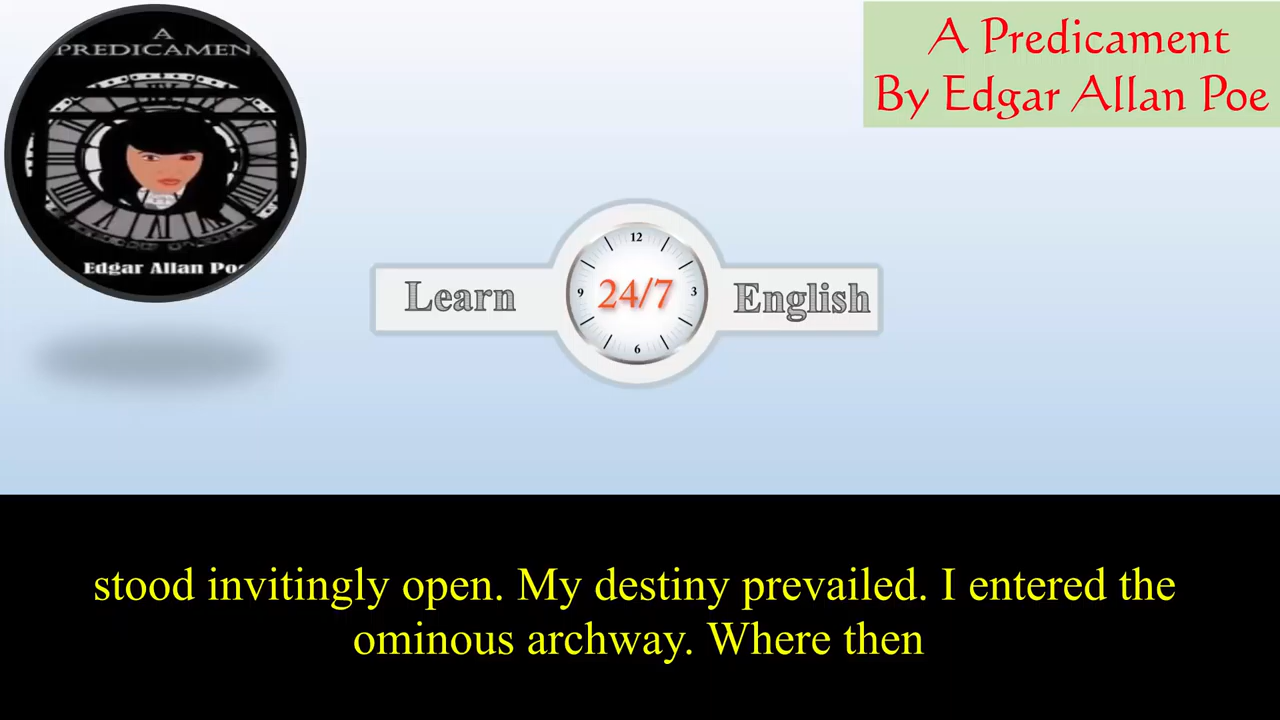 A
PREDICAMEN
Edgar Allan Poe
A Predicament
By Edgar Allan Poe
12
Learn
9
24/7
3
English
6
stood invitingly open. My destiny prevailed. I entered the
ominous archway. Where then